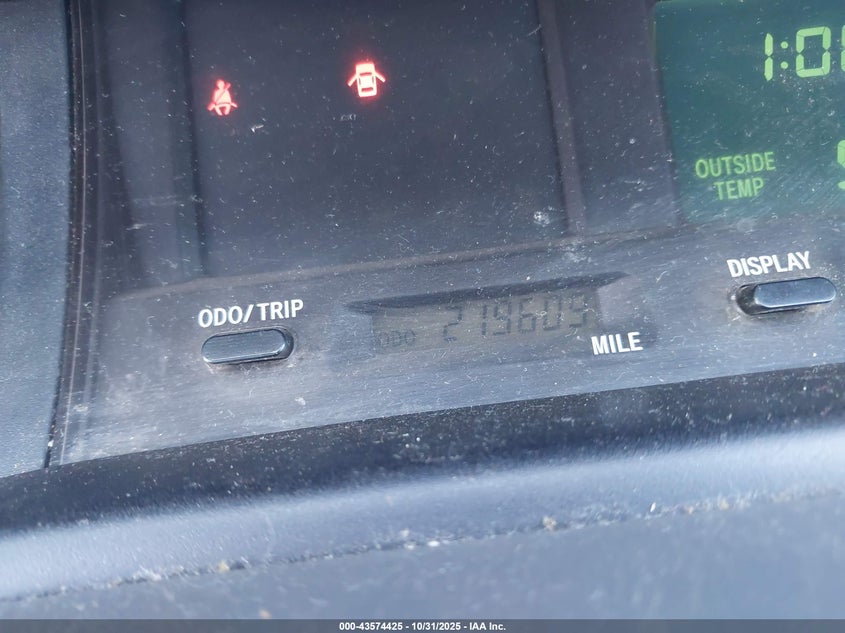 1:0
OUTSIDE
TEMP
DISPLAY
ODO/TRIP
ODO 219609
MILE
000-43574425 - 10/31/2025 - IAA Inc.